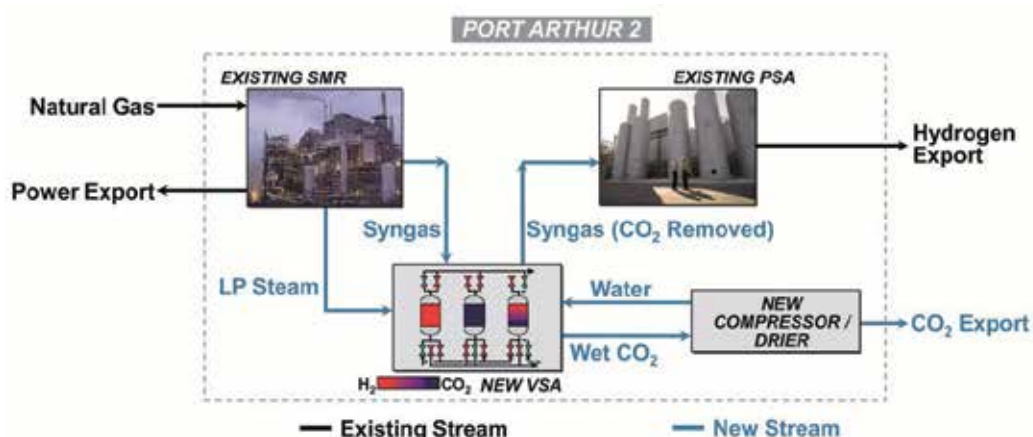 PORT ARTHUR 2
EXISTING SMR
EXISTING PSA
Natural Gas
Hydrogen
Export
Power Export
Syngas
Syngas (CO₂ Removed)
LP Steam
Water
NEW
COMPRESSOR /
DRIER
CO₂ Export
Wet CO₂
H₂
CO₂
NEW VSA
Existing Stream
New Stream